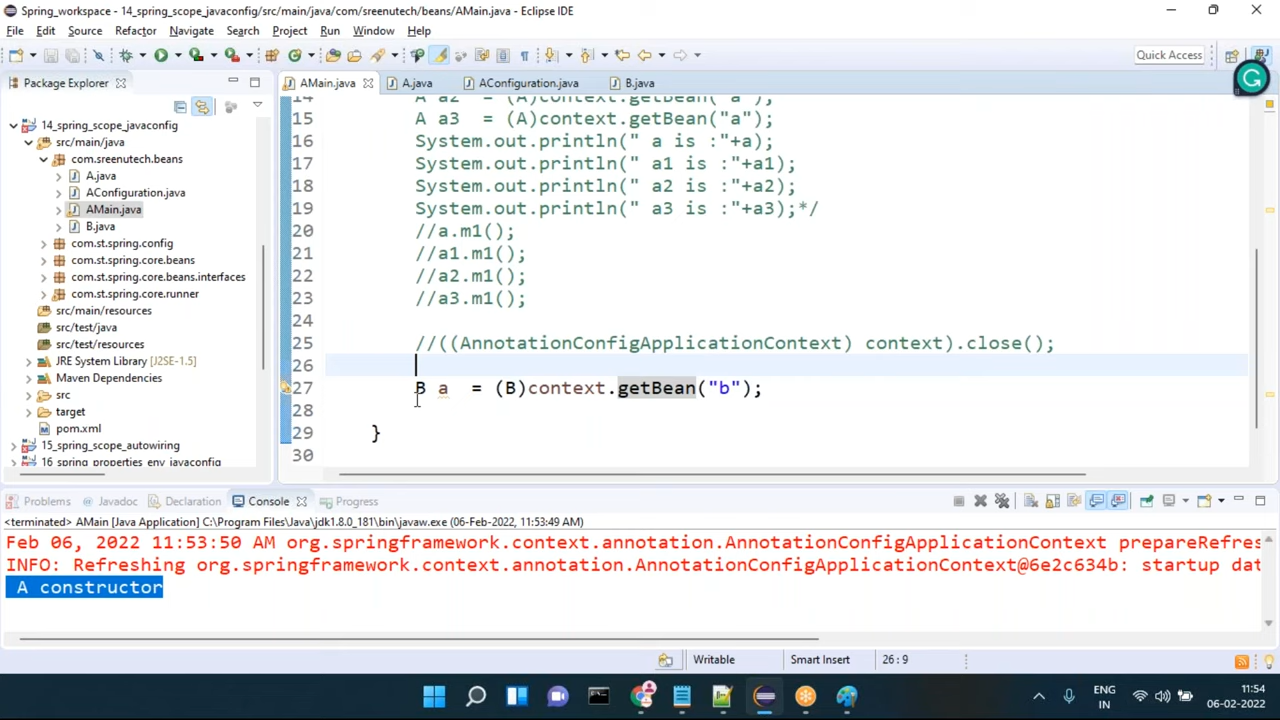 Spring_workspace - 14_spring_scope_javaconfig/src/main/java/com/sreenutech/beans/AMain.java - Eclipse IDE
File Edit Source Refactor Navigate Search Project Run Window Help
Quick Access
Package Explorer
14_spring_scope_javaconfig
src/main/java
com.sreenutech.beans
A.java
AConfiguration.java
AMain.java
B.java
com.st.spring.config
com.st.spring.core.beans
com.st.spring.core.beans.interfaces
com.st.spring.core.runner
src/main/resources
src/test/java
src/test/resources
JRE System Library [J2SE-1.5]
Maven Dependencies
src
target
pom.xml
15_spring_scope_autowiring
16_spring_properties_env_javaconfig
AMain.java A.java AConfiguration.java B.java
14 A a2 = (A)context.getBean("a");
15 A a3 = (A)context.getBean("a");
16 System.out.println(" a is :"+a);
17 System.out.println(" a1 is :"+a1);
18 System.out.println(" a2 is :"+a2);
19 System.out.println(" a3 is :"+a3);*/
20 //a.m1();
21 //a1.m1();
22 //a2.m1();
23 //a3.m1();
24
25 //((AnnotationConfigApplicationContext) context).close();
26
27 B a = (B)context.getBean("b");
28
29 }
30
Problems Javadoc Declaration Console Progress
<terminated> AMain [Java Application] C:\Program Files\Java\jdk1.8.0_181\bin\javaw.exe (06-Feb-2022, 11:53:49 AM)
Feb 06, 2022 11:53:50 AM org.springframework.context.annotation.AnnotationConfigApplicationContext prepareRefres
INFO: Refreshing org.springframework.context.annotation.AnnotationConfigApplicationContext@6e2c634b: startup dat
A constructor
Writable Smart Insert 26 : 9
ENG
IN
11:54
06-02-2022